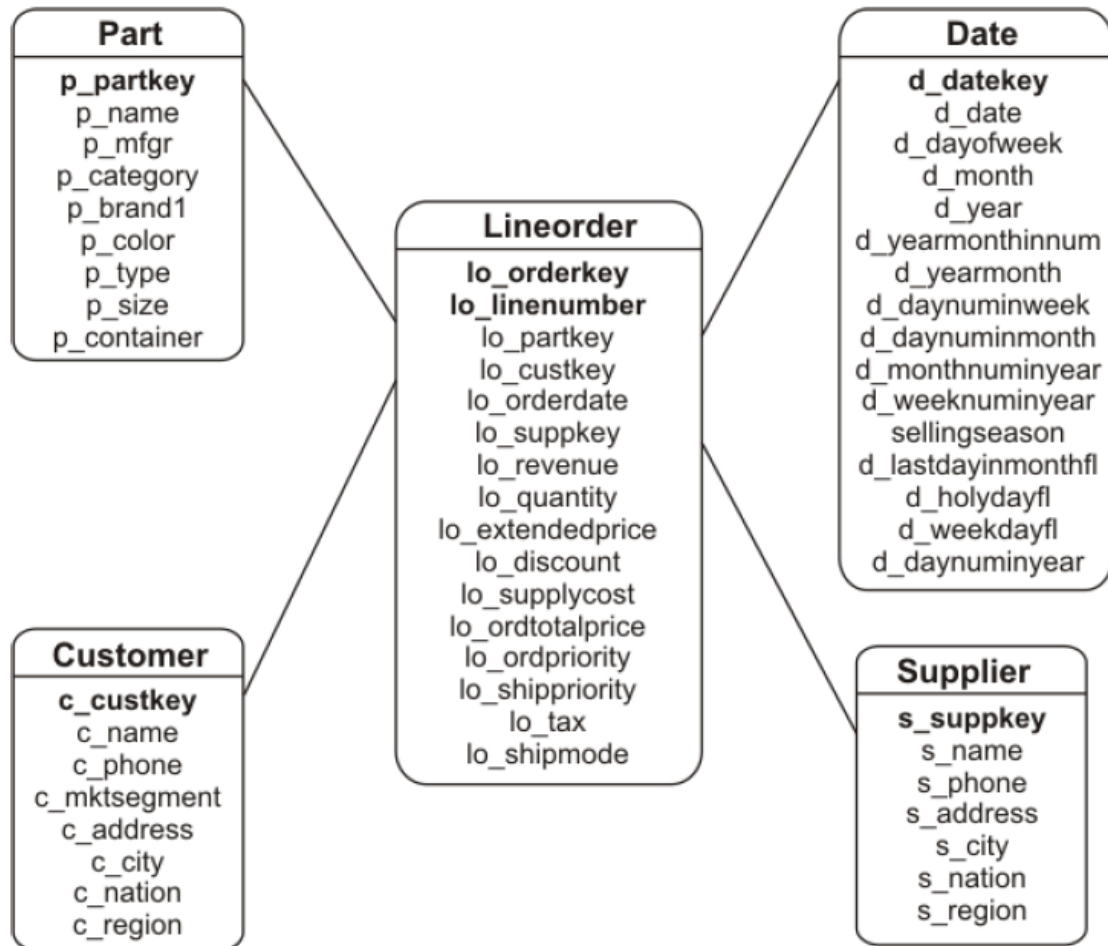 Part
p_partkey
p_name
p_mfgr
p_category
p_brand1
p_color
p_type
p_size
p_container
Customer
c_custkey
c_name
c_phone
c_mktsegment
c_address
c_city
c_nation
c_region
Lineorder
lo_orderkey
lo_linenumber
lo_partkey
lo_custkey
lo_orderdate
lo_suppkey
lo_revenue
lo_quantity
lo_extendedprice
lo_discount
lo_supplycost
lo_ordtotalprice
lo_ordpriority
lo_shippriority
lo_tax
lo_shipmode
Date
d_datekey
d_date
d_dayofweek
d_month
d_year
d_yearmonthinnum
d_yearmonth
d_daynuminweek
d_daynuminmonth
d_monthnuminyear
d_weeknuminyear
sellingseason
d_lastdayinmonthfl
d_holydayfl
d_weekdayfl
d_daynuminyear
Supplier
s_suppkey
s_name
s_phone
s_address
s_city
s_nation
s_region